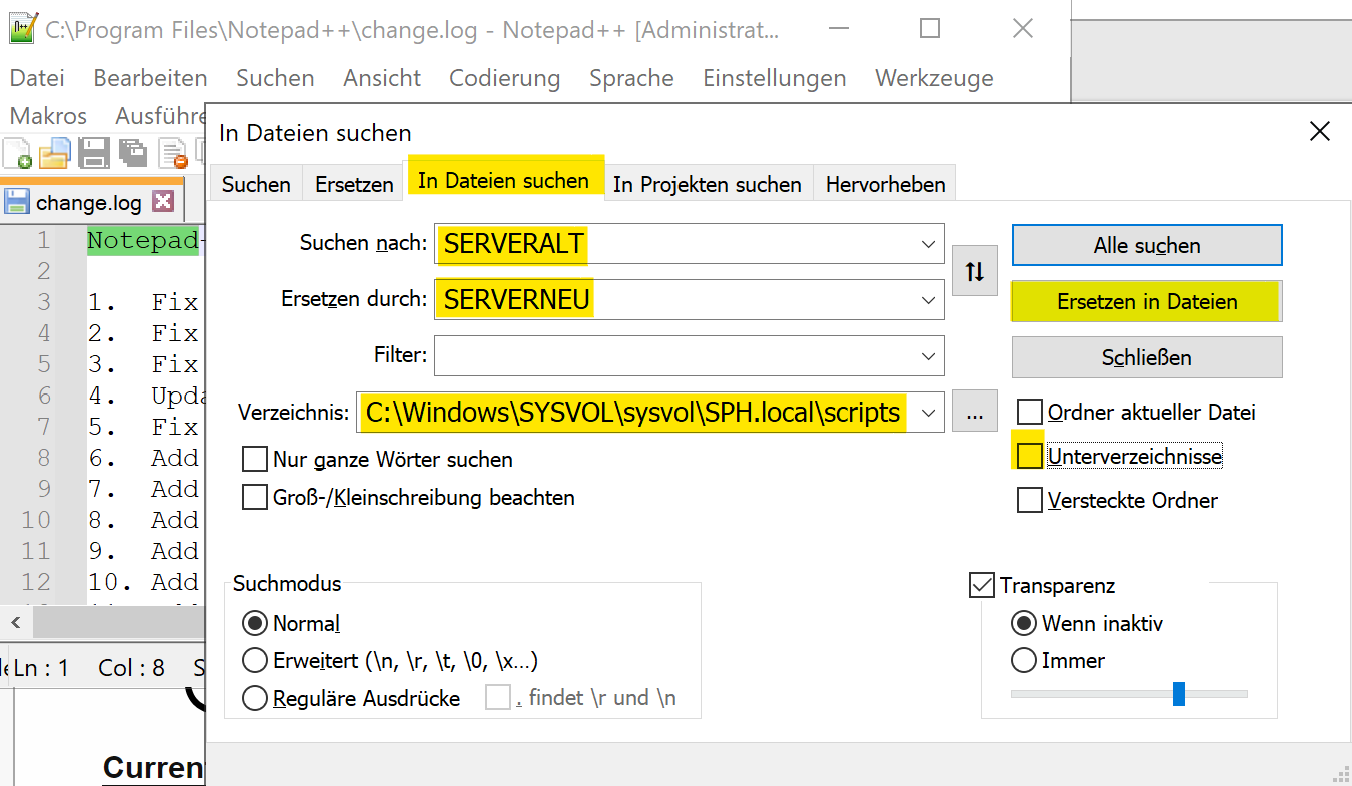 C:\Program Files\Notepad++\change.log - Notepad++ [Administrat...
Datei Bearbeiten Suchen Ansicht Codierung Sprache Einstellungen Werkzeuge
Makros Ausführe
In Dateien suchen
Suchen Ersetzen In Dateien suchen In Projekten suchen Hervorheben
change.log
1 Notepad
2
3 1. Fix
4 2. Fix
5 3. Fix
6 4. Upda
7 5. Fix
8 6. Add
9 7. Add
10 8. Add
11 9. Add
12 10. Add
Suchen nach: SERVERALT
Alle suchen
Ersetzen durch: SERVERNEU
Ersetzen in Dateien
Filter:
Schließen
Verzeichnis: C:\Windows\SYSVOL\sysvol\SPH.local\scripts ...
Ordner aktueller Datei
Nur ganze Wörter suchen
Unterverzeichnisse
Groß-/Kleinschreibung beachten
Versteckte Ordner
Suchmodus
Normal
Erweitert (\n, \r, \t, \0, \x...)
Reguläre Ausdrücke . findet \r und \n
Transparenz
Wenn inaktiv
Immer
Ln : 1 Col : 8 S
Curren